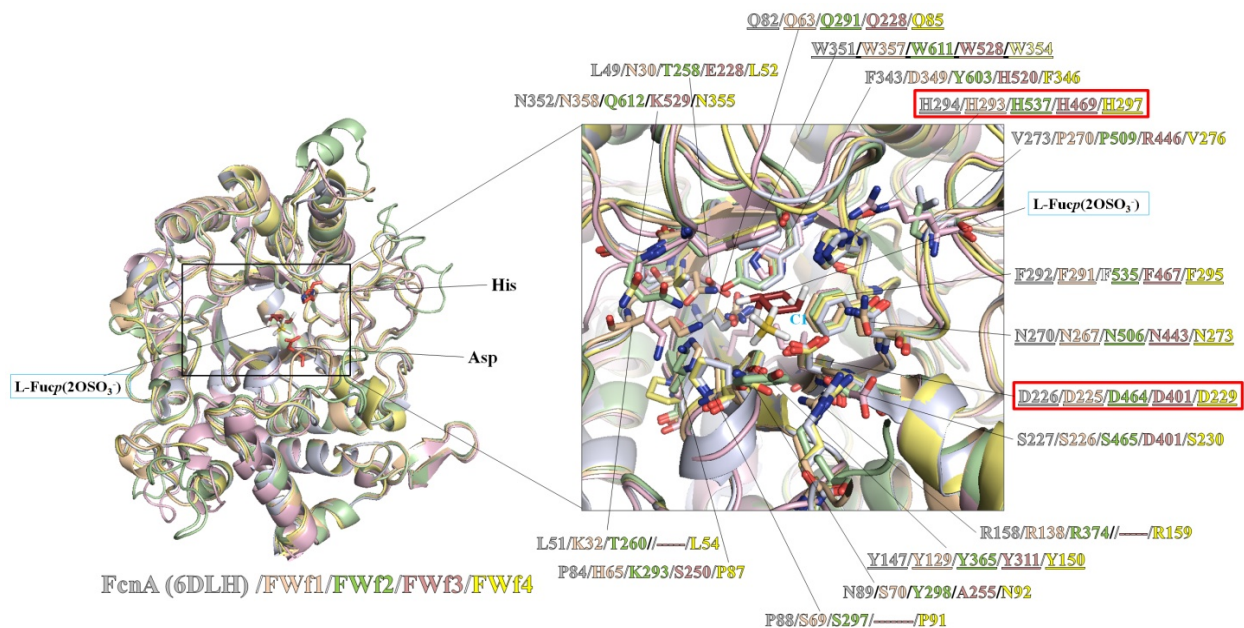 Q82/Q63/Q291/Q228/Q85
W351/W357/W611/W528/W354
L49/N30/T258/E228/L52
F343/D349/Y603/H520/F346
N352/N358/Q612/K529/N355
H294/H293/H537/H469/H297
V273/P270/P509/R446/V276
L-Fucp(2OSO₃⁻)
His
F292/F291/F535/F467/F295
C1
N270/N267/N506/N443/N273
Asp
L-Fucp(2OSO₃⁻)
D226/D225/D464/D401/D229
S227/S226/S465/D401/S230
R158/R138/R374//-----/R159
L51/K32/T260//-----/L54
Y147/Y129/Y365/Y311/Y150
P84/H65/K293/S250/P87
FcnA (6DLH) /FWf1/FWf2/FWf3/FWf4
N89/S70/Y298/A255/N92
P88/S69/S297/-------/P91